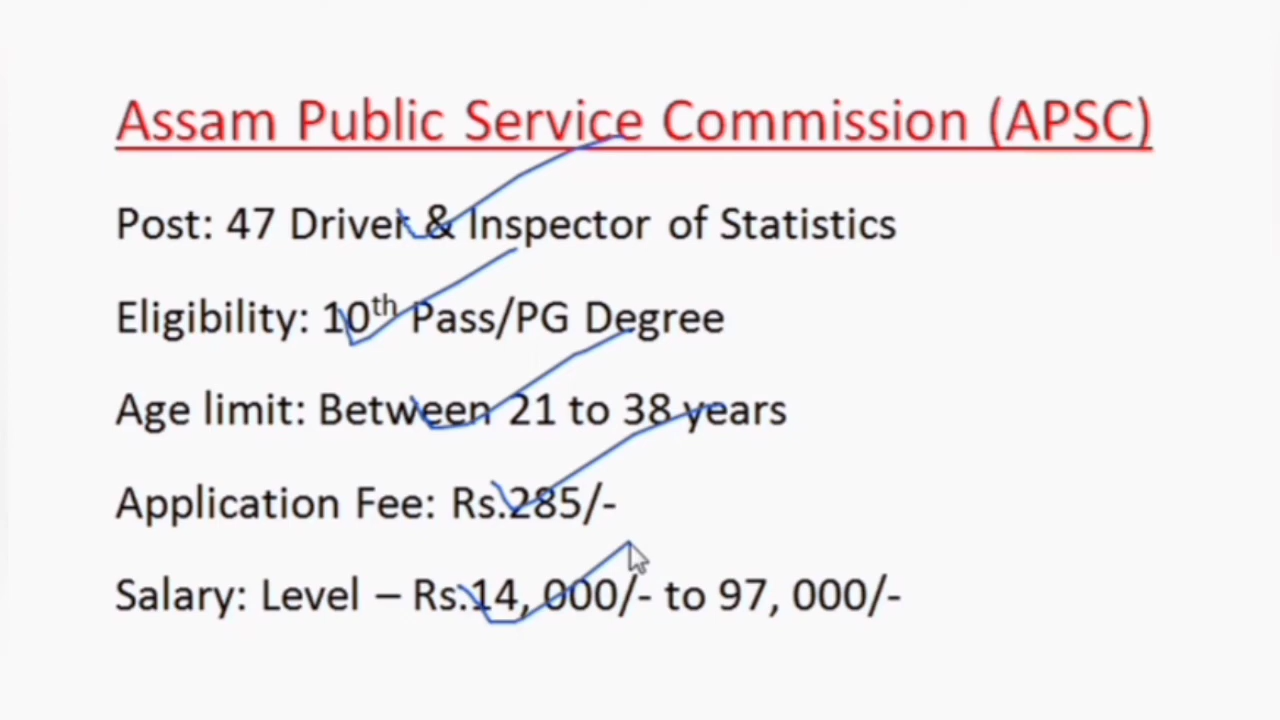 Assam Public Service Commission (APSC)
Post: 47 Driver & Inspector of Statistics
Eligibility: 10th Pass/PG Degree
Age limit: Between 21 to 38 years
Application Fee: Rs.285/-
Salary: Level – Rs.14, 000/- to 97, 000/-